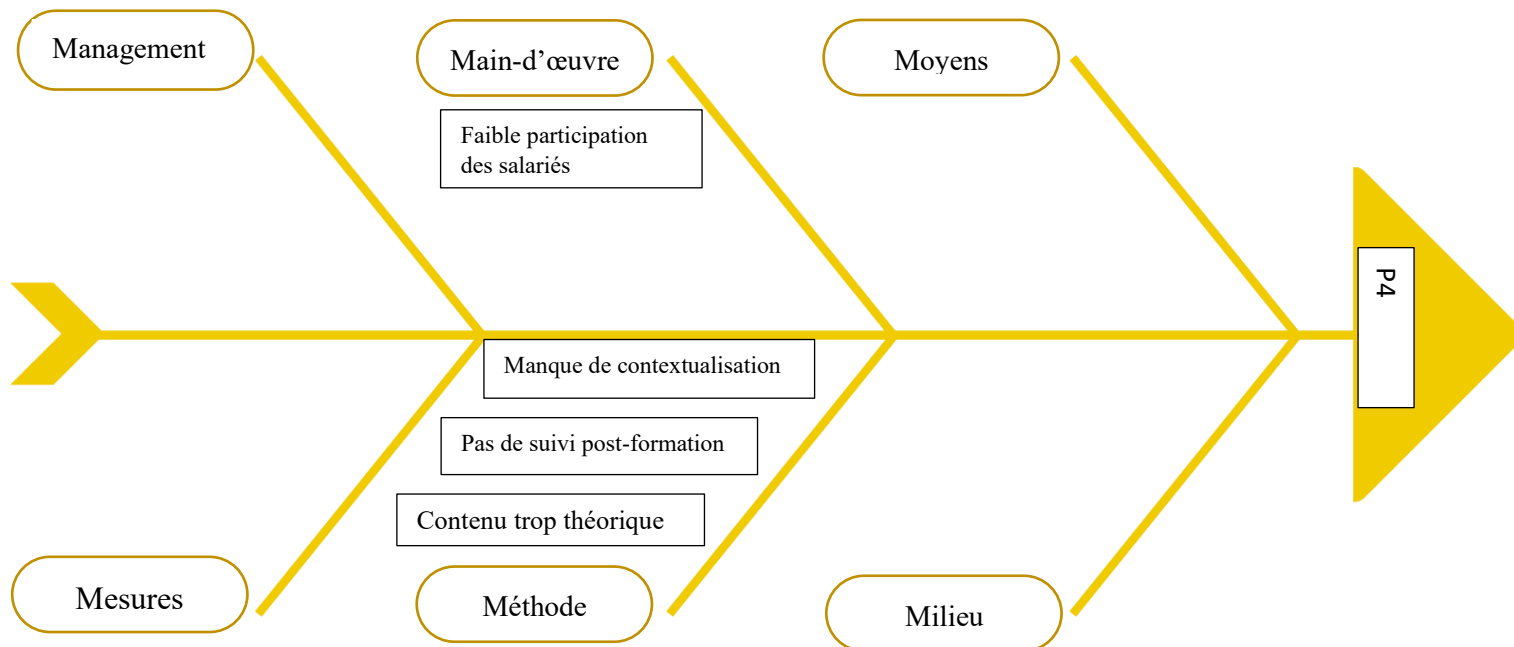 Management
Main-d’œuvre
Moyens
Faible participation
des salariés
P4
Manque de contextualisation
Pas de suivi post-formation
Contenu trop théorique
Mesures
Méthode
Milieu